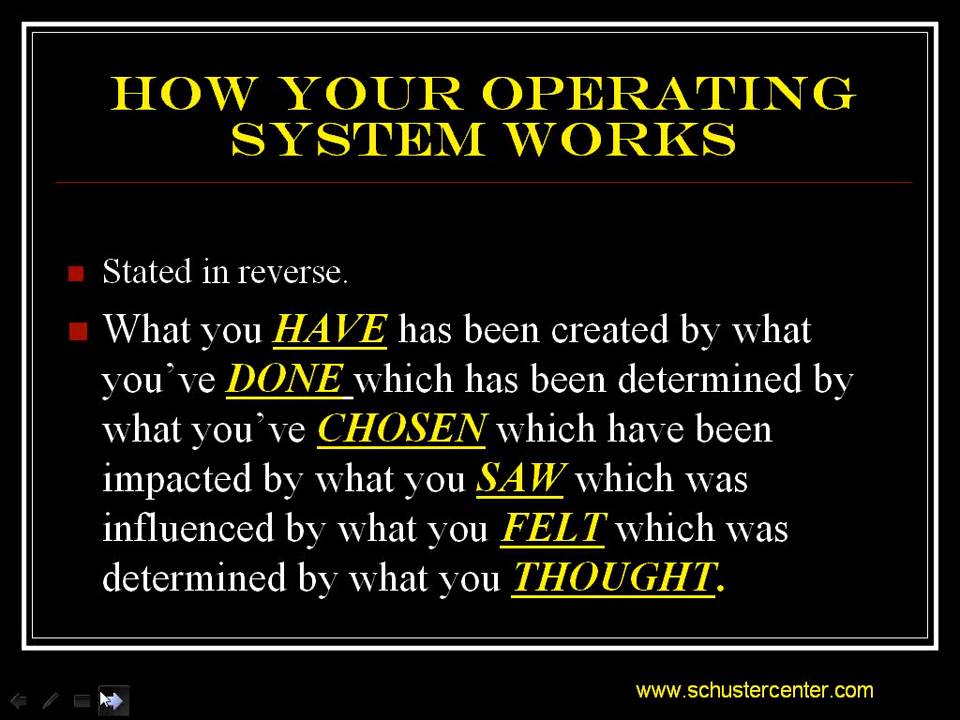 HOW YOUR OPERATING
SYSTEM WORKS
Stated in reverse.
What you HAVE has been created by what
you've DONE which has been determined by
what you've CHOSEN which have been
impacted by what you SAW which was
influenced by what you FELT which was
determined by what you THOUGHT.
www.schustercenter.com